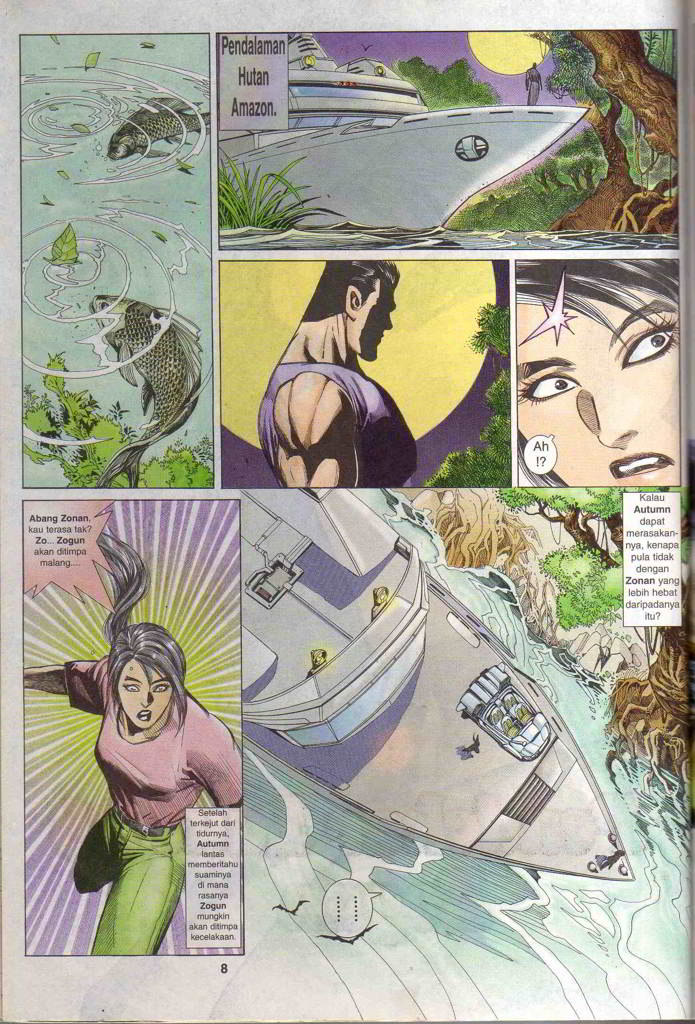 Pendalaman
Hutan
Amazon.
Ah
!?
Abang Zonan,
kau terasa tak?
Zo... Zogun
akan ditimpa
malang....
Kalau
Autumn
dapat
merasakan-
nya, kenapa
pula tidak
dengan
Zonan yang
lebih hebat
daripadanya
itu?
Setelah
terkejut dari
tidurnya,
Autumn
lantas
memberitahu
suaminya
di mana
rasanya
Zogun
mungkin
akan ditimpa
kecelakaan.
8